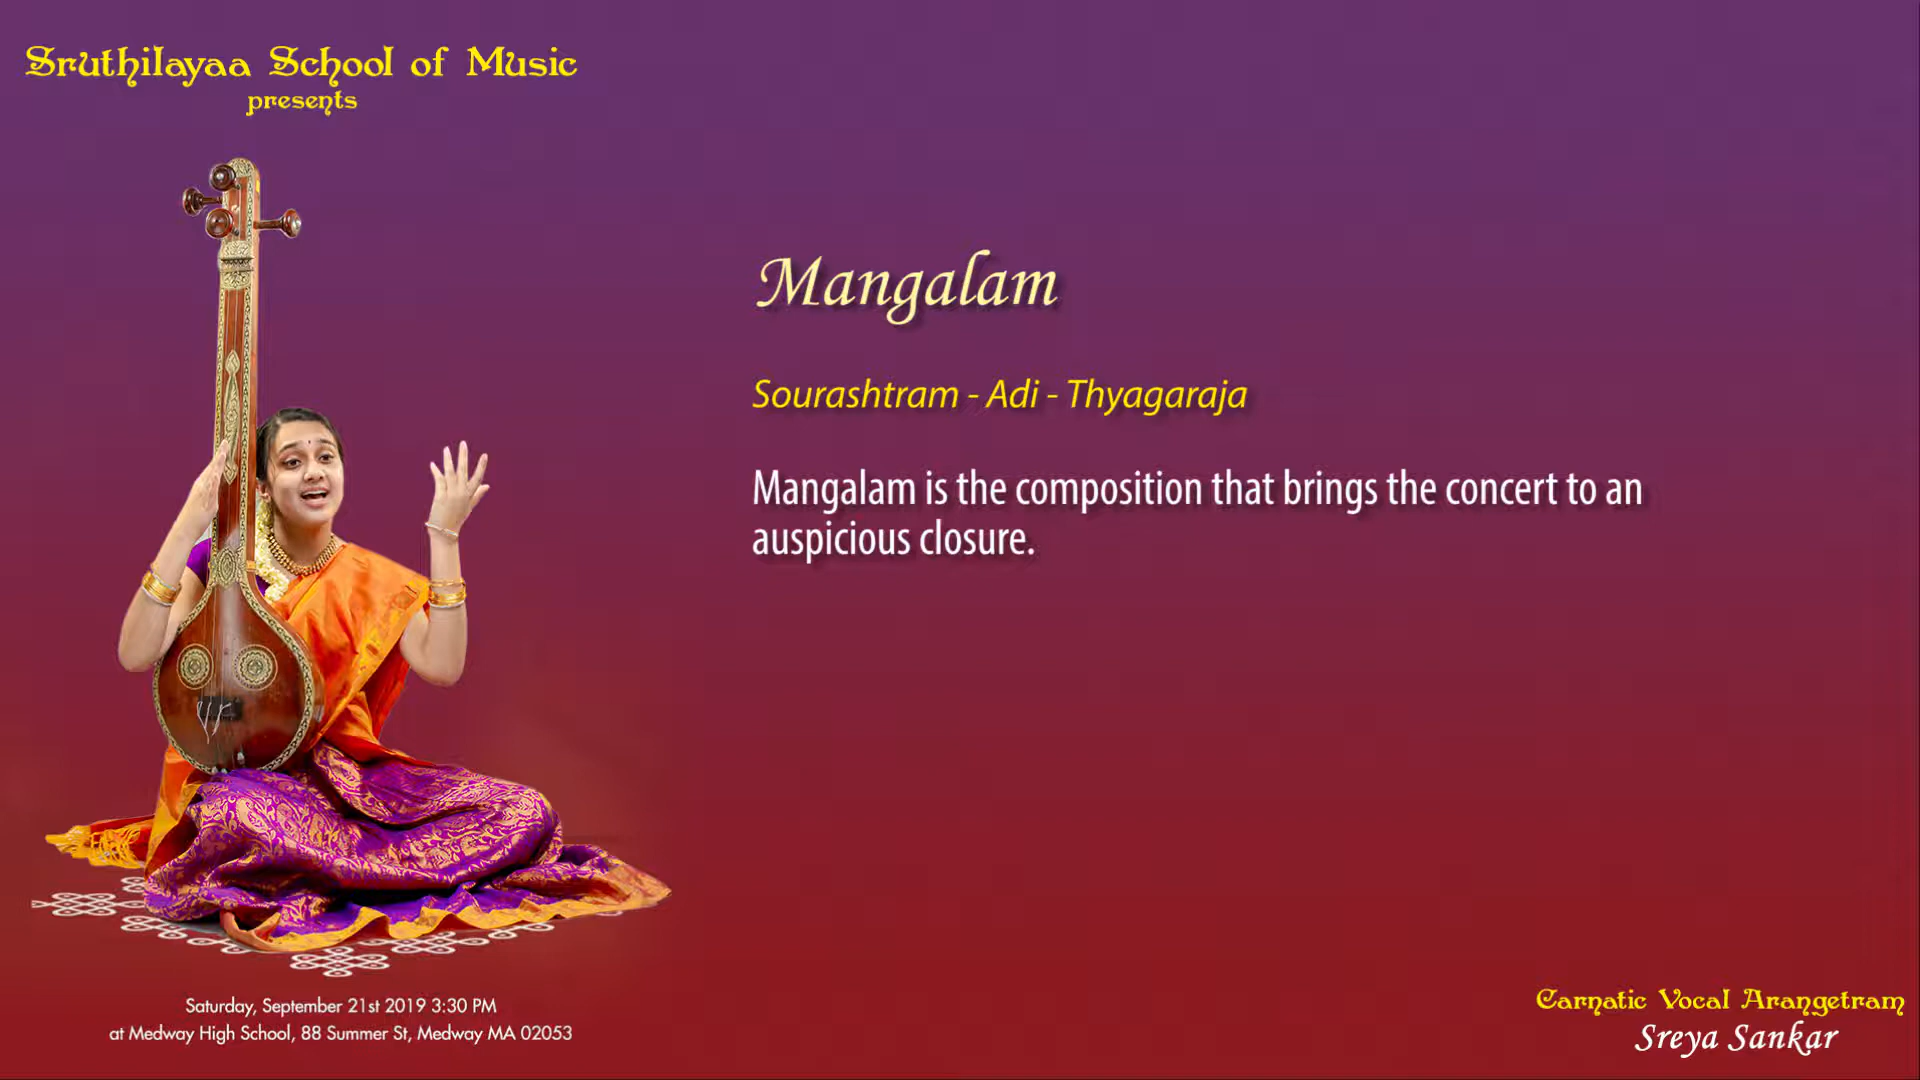 Sruthilayaa School of Music
presents
Mangalam
Sourashtram - Adi - Thyagaraja
Mangalam is the composition that brings the concert to an
auspicious closure.
Saturday, September 21st 2019 3:30 PM
at Medway High School, 88 Summer St, Medway MA 02053
Carnatic Vocal Arangetram
Sreya Sankar